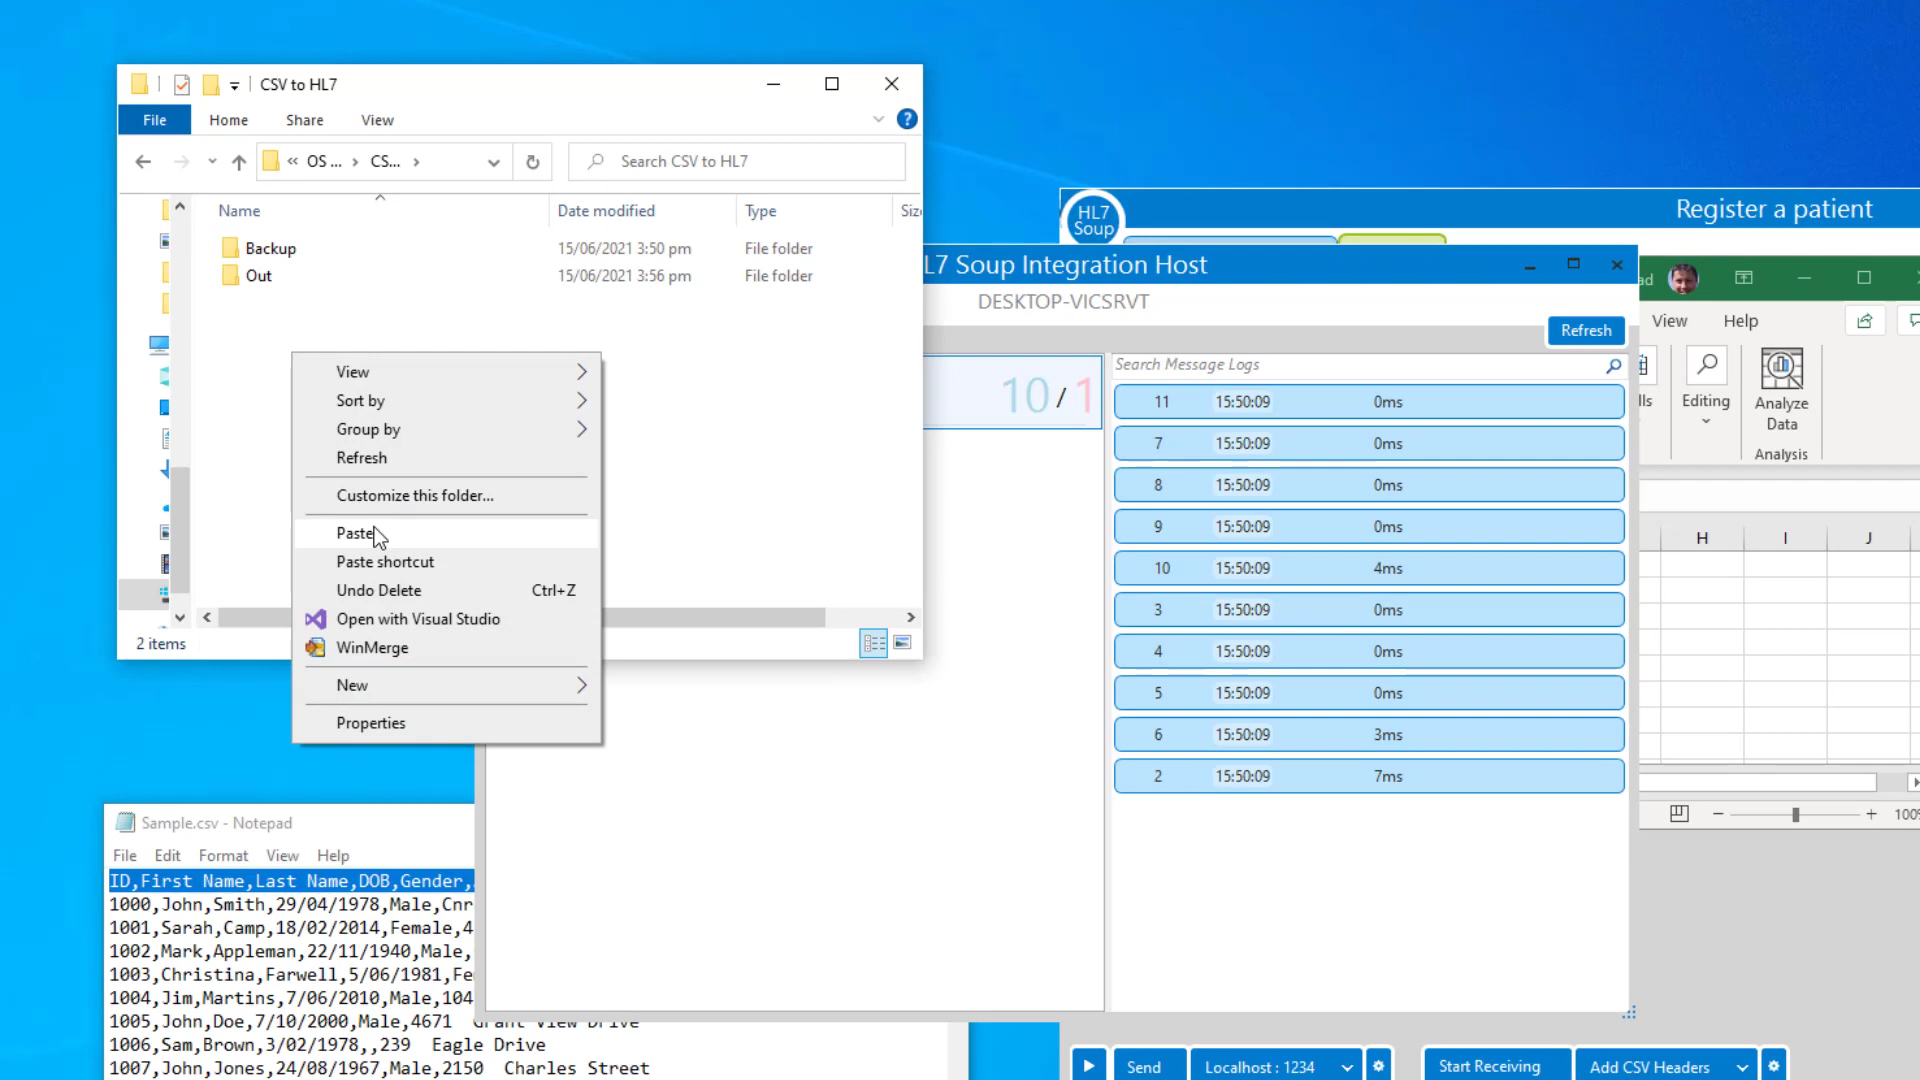 CSV to HL7
File Home Share View
OS ... CS...
Search CSV to HL7
Name Date modified Type
Backup 15/06/2021 3:50 pm File folder
Out 15/06/2021 3:56 pm File folder
2 items
View
Sort by
Group by
Refresh
Customize this folder...
Paste
Paste shortcut
Undo Delete Ctrl+Z
Open with Visual Studio
WinMerge
New
Properties
HL7
Soup
Register a patient
L7 Soup Integration Host
DESKTOP-VICSRVT
Refresh
10 / 1
Search Message Logs
11 15:50:09 0ms
7 15:50:09 0ms
8 15:50:09 0ms
9 15:50:09 0ms
10 15:50:09 4ms
3 15:50:09 0ms
4 15:50:09 0ms
5 15:50:09 0ms
6 15:50:09 3ms
2 15:50:09 7ms
View Help
Editing
Analyze
Data
Analysis
H I J
Sample.csv - Notepad
File Edit Format View Help
ID,First Name,Last Name,DOB,Gender,
1000,John,Smith,29/04/1978,Male,Cnr
1001,Sarah,Camp,18/02/2014,Female,4
1002,Mark,Appleman,22/11/1940,Male,
1003,Christina,Farwell,5/06/1981,Fe
1004,Jim,Martins,7/06/2010,Male,104
1005,John,Doe,7/10/2000,Male,4671 Grant View Drive
1006,Sam,Brown,3/02/1978,,239 Eagle Drive
1007,John,Jones,24/08/1967,Male,2150 Charles Street
Send Localhost : 1234 Start Receiving Add CSV Headers